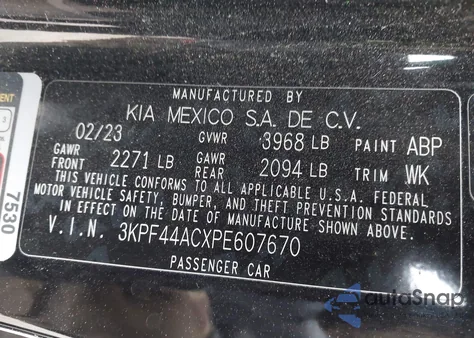 MANUFACTURED BY
KIA MEXICO S.A. DE C.V.
02/23 GVWR 3968 LB PAINT ABP
GAWR FRONT 2271 LB GAWR REAR 2094 LB TRIM WK
THIS VEHICLE CONFORMS TO ALL APPLICABLE U.S.A. FEDERAL
MOTOR VEHICLE SAFETY, BUMPER, AND THEFT PREVENTION STANDARDS
IN EFFECT ON THE DATE OF MANUFACTURE SHOWN ABOVE.
V.I.N. 3KPF44ACXPE607670
PASSENGER CAR
7530
autoSnap